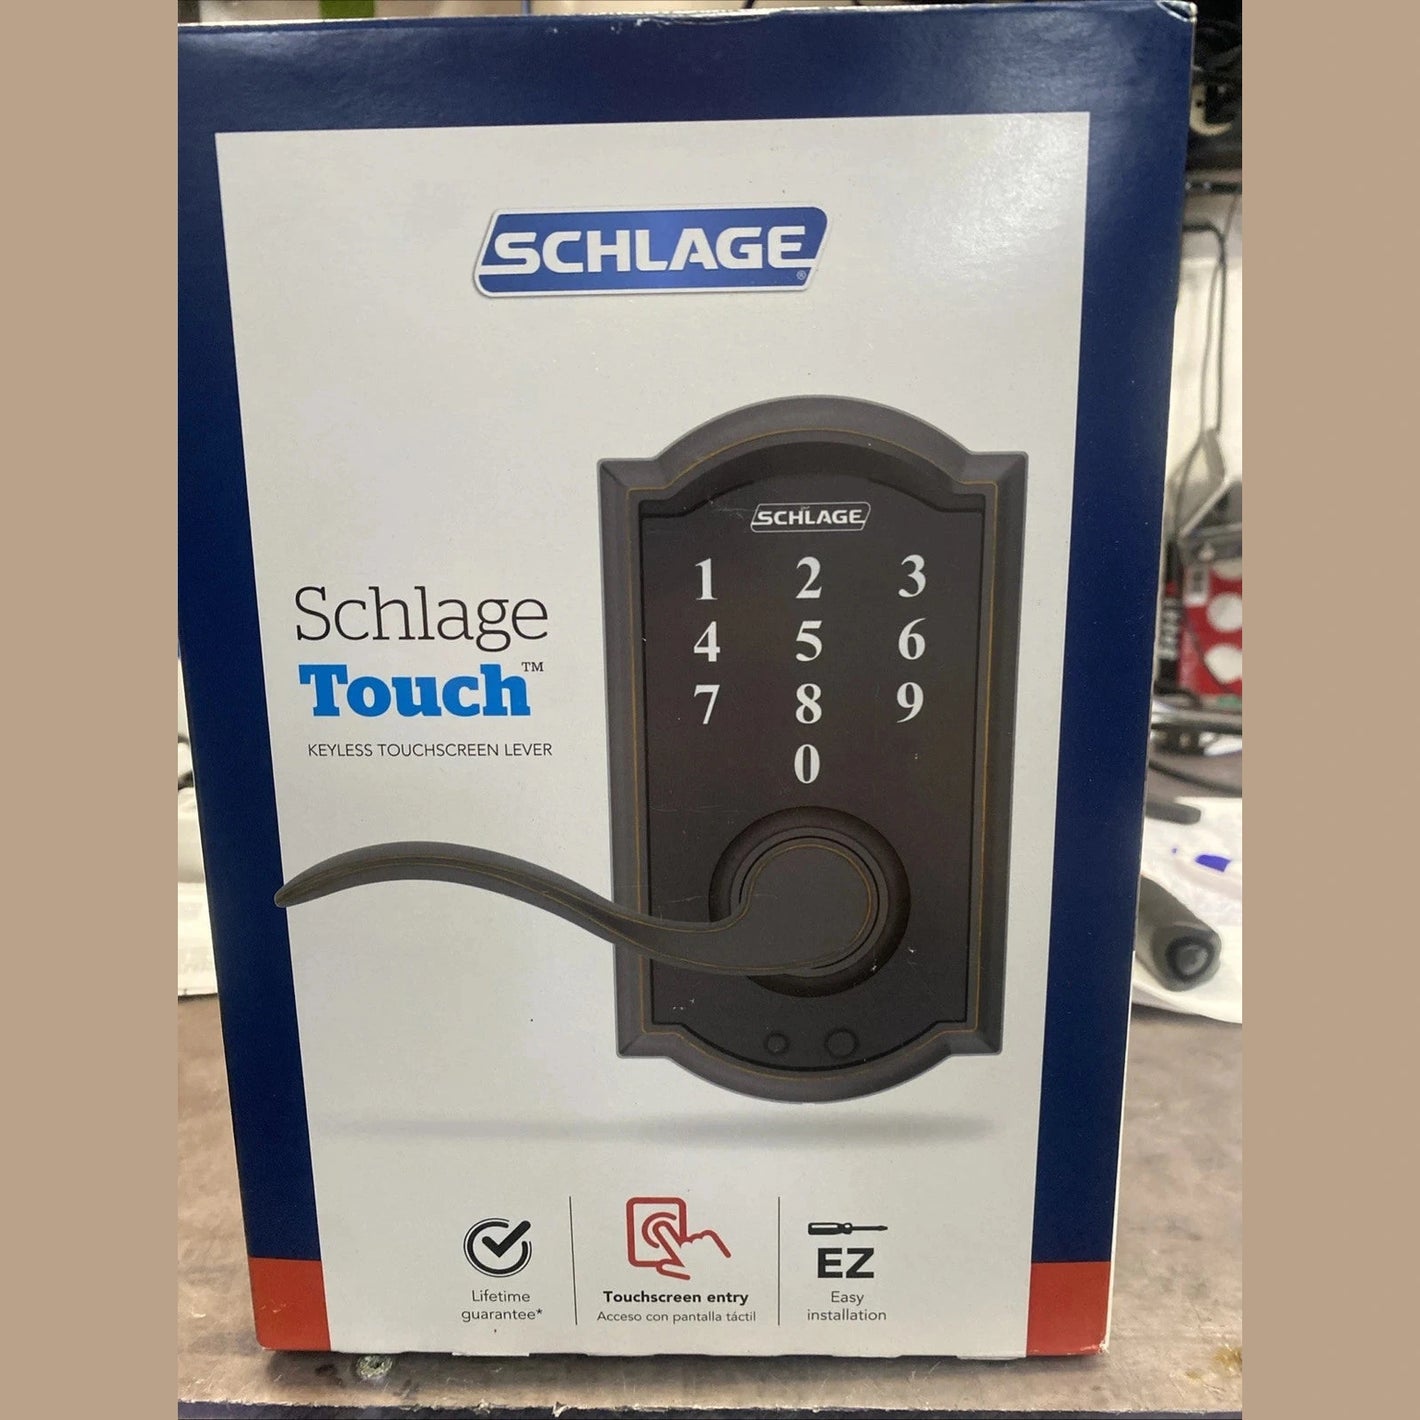 SCHLAGE®
SCHLAGE
1 2 3
4 5 6
7 8 9
0
Schlage
Touch™
KEYLESS TOUCHSCREEN LEVER
Lifetime
guarantee*
Touchscreen entry
Acceso con pantalla táctil
EZ
Easy
installation